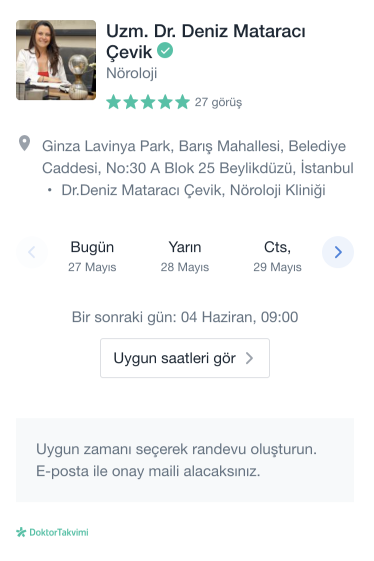 Uzm. Dr. Deniz Mataracı
Çevik
Nöroloji
27 görüş
Ginza Lavinya Park, Barış Mahallesi, Belediye
Caddesi, No:30 A Blok 25 Beylikdüzü, İstanbul
• Dr.Deniz Mataracı Çevik, Nöroloji Kliniği
Bugün Yarın Cts,
27 Mayıs 28 Mayıs 29 Mayıs
Bir sonraki gün: 04 Haziran, 09:00
Uygun saatleri gör
Uygun zamanı seçerek randevu oluşturun.
E-posta ile onay maili alacaksınız.
DoktorTakvimi